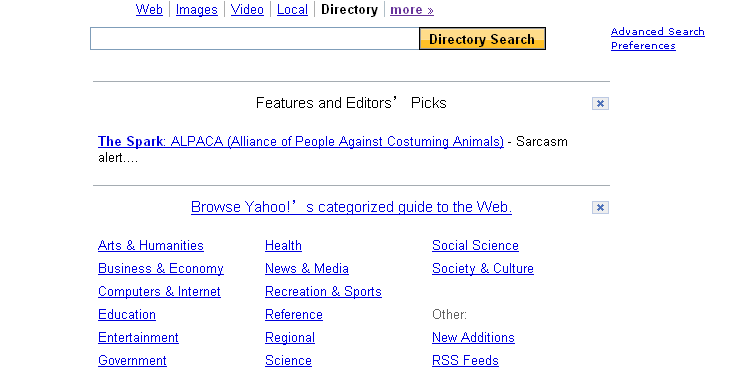 Web Images Video Local Directory more »
Directory Search
Advanced Search
Preferences
Features and Editors’ Picks
The Spark: ALPACA (Alliance of People Against Costuming Animals) - Sarcasm
alert....
Browse Yahoo!’s categorized guide to the Web.
Arts & Humanities Health Social Science
Business & Economy News & Media Society & Culture
Computers & Internet Recreation & Sports
Education Reference Other:
Entertainment Regional New Additions
Government Science RSS Feeds